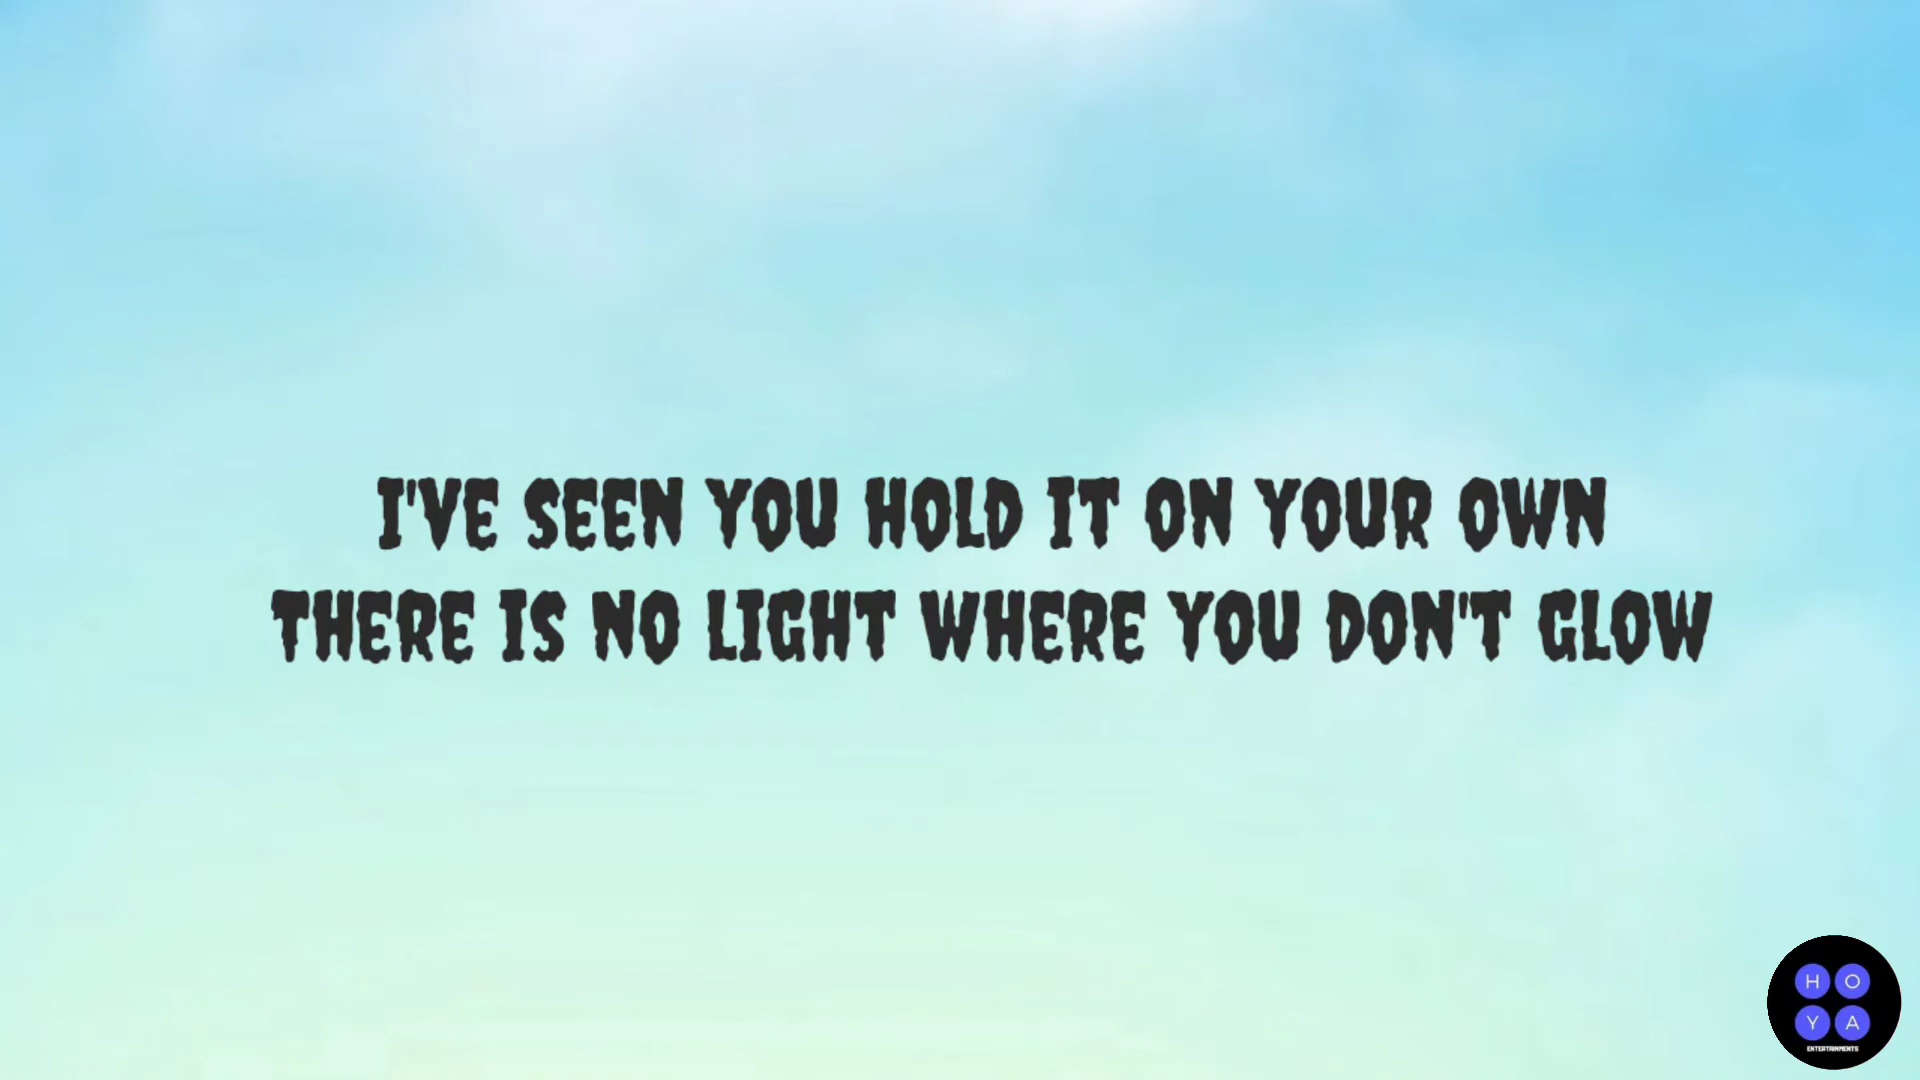 I'VE SEEN YOU HOLD IT ON YOUR OWN
THERE IS NO LIGHT WHERE YOU DON'T GLOW
H O
Y A
ENTERTAINMENTS